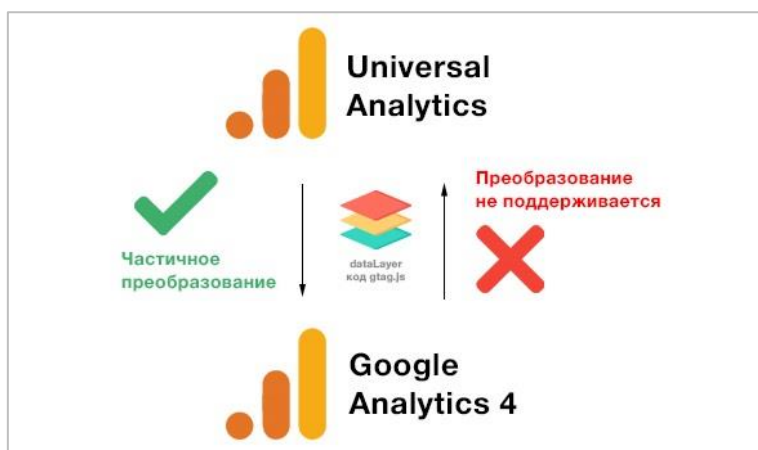 Universal
Analytics
Преобразование
не поддерживается
Частичное
преобразование
dataLayer
код gtag.js
Google
Analytics 4